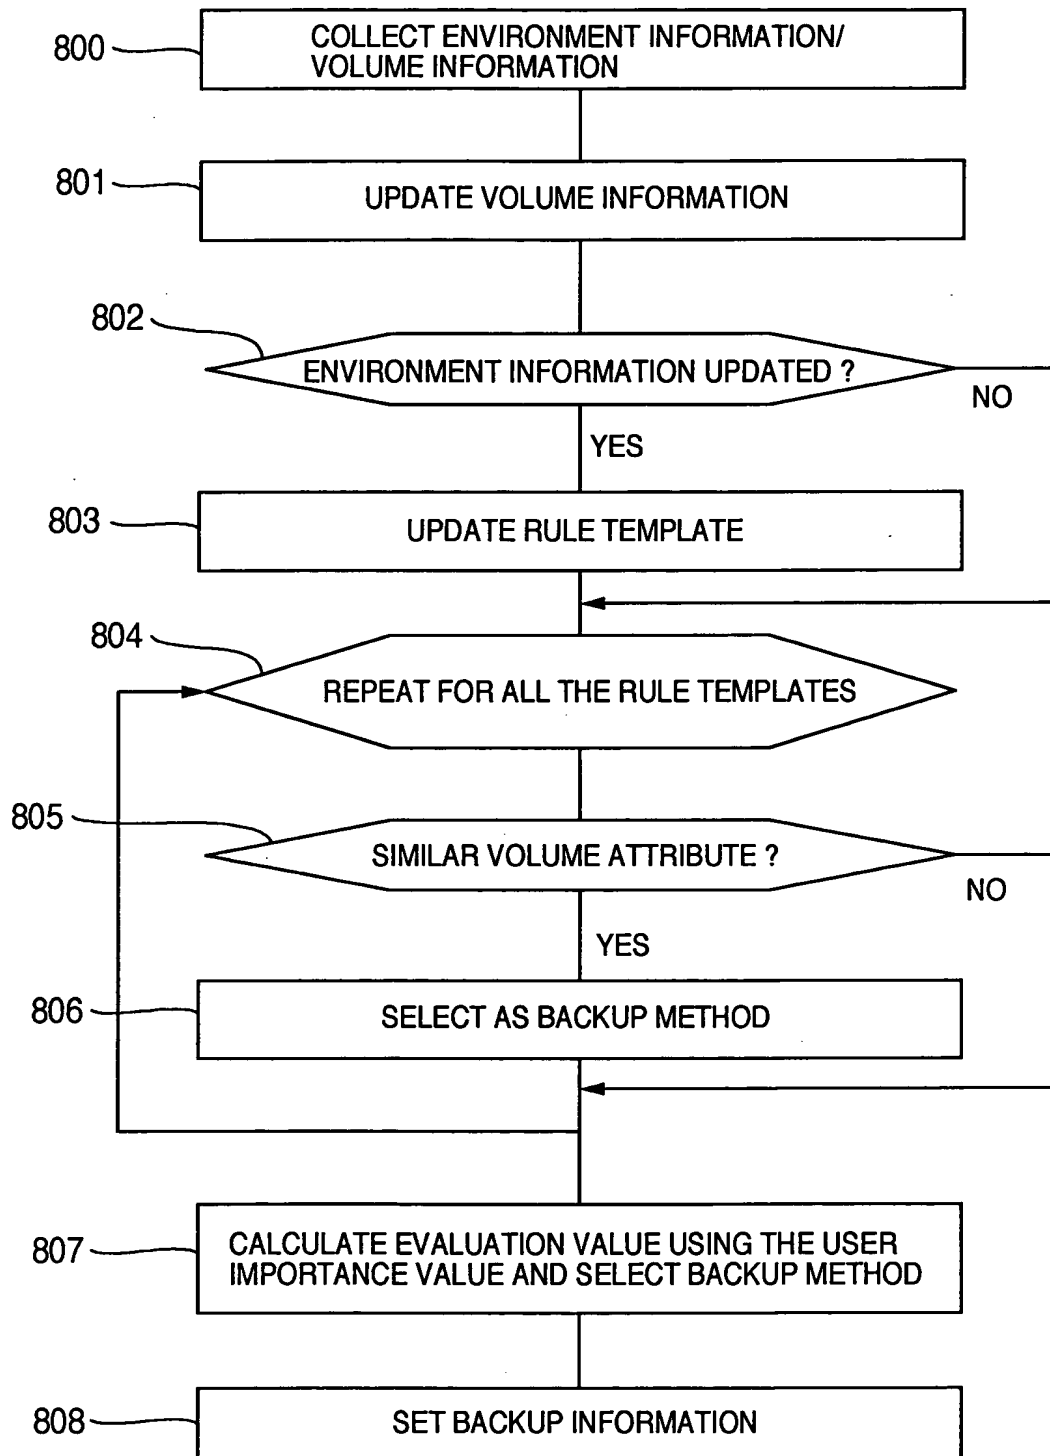 800
COLLECT ENVIRONMENT INFORMATION/
VOLUME INFORMATION
801
UPDATE VOLUME INFORMATION
802
ENVIRONMENT INFORMATION UPDATED ?
NO
YES
803
UPDATE RULE TEMPLATE
804
REPEAT FOR ALL THE RULE TEMPLATES
805
SIMILAR VOLUME ATTRIBUTE ?
NO
YES
806
SELECT AS BACKUP METHOD
807
CALCULATE EVALUATION VALUE USING THE USER
IMPORTANCE VALUE AND SELECT BACKUP METHOD
808
SET BACKUP INFORMATION